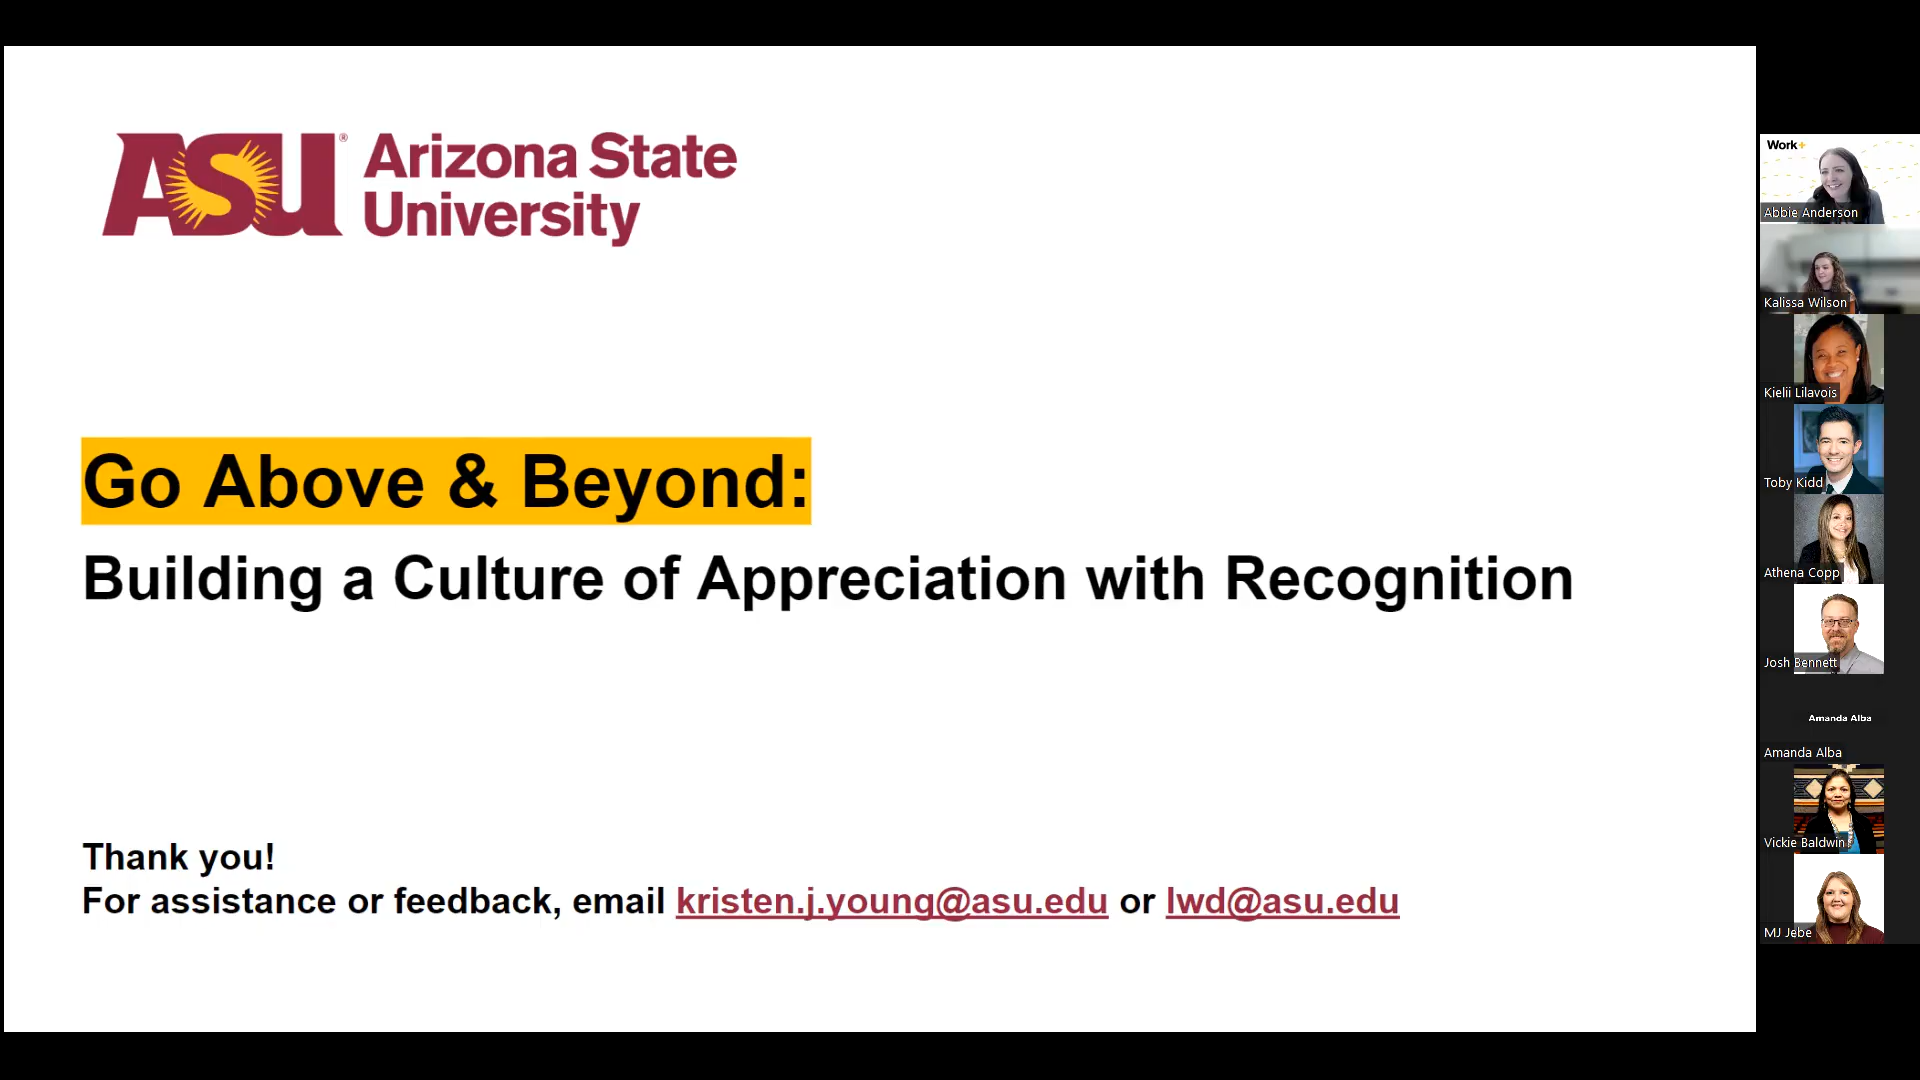 ASU® Arizona State
University
Go Above & Beyond:
Building a Culture of Appreciation with Recognition
Thank you!
For assistance or feedback, email kristen.j.young@asu.edu or lwd@asu.edu
Work+
Abbie Anderson
Kalissa Wilson
Kielii Lilavois
Toby Kidd
Athena Copp
Josh Bennett
Amanda Alba
Amanda Alba
Vickie Baldwin
MJ Jebe